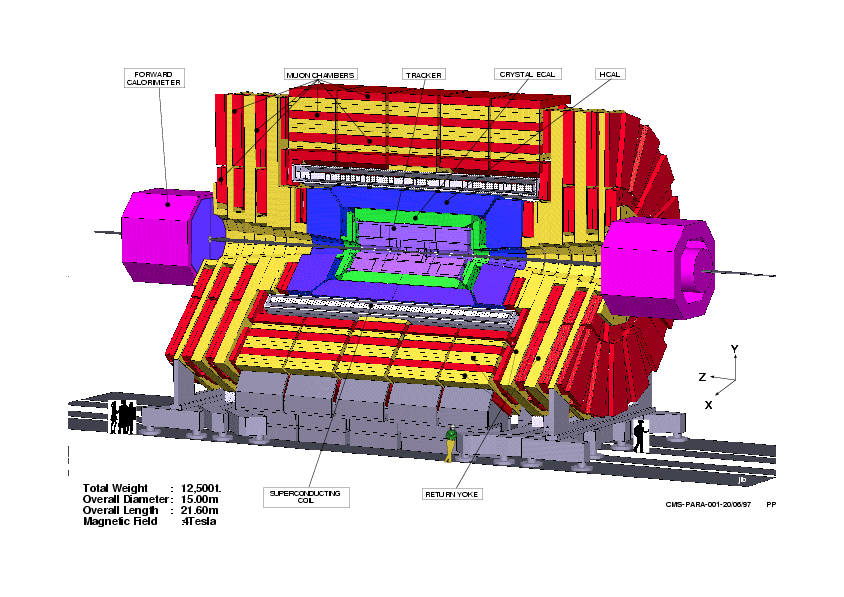 FORWARD
CALORIMETER
MUON CHAMBERS
TRACKER
CRYSTAL ECAL
HCAL
Y
Z
X
jlb
Total Weight : 12,500t.
Overall Diameter : 15.00m
Overall Length : 21.60m
Magnetic Field :4Tesla
SUPERCONDUCTING
COIL
RETURN YOKE
CMS-PARA-001-20/06/97 PP